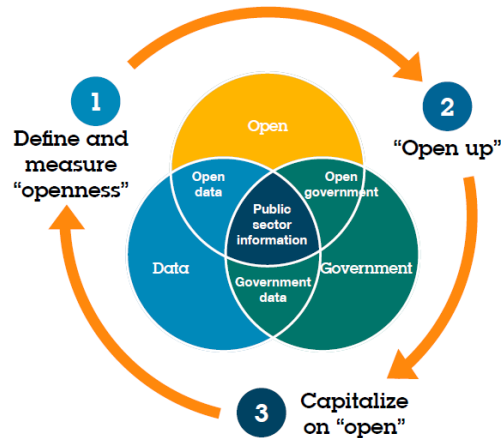 1
Define and
measure
“openness”
2
“Open up”
Open
Open
data
Open
government
Public
sector
information
Data
Government
Government
data
3
Capitalize
on “open”